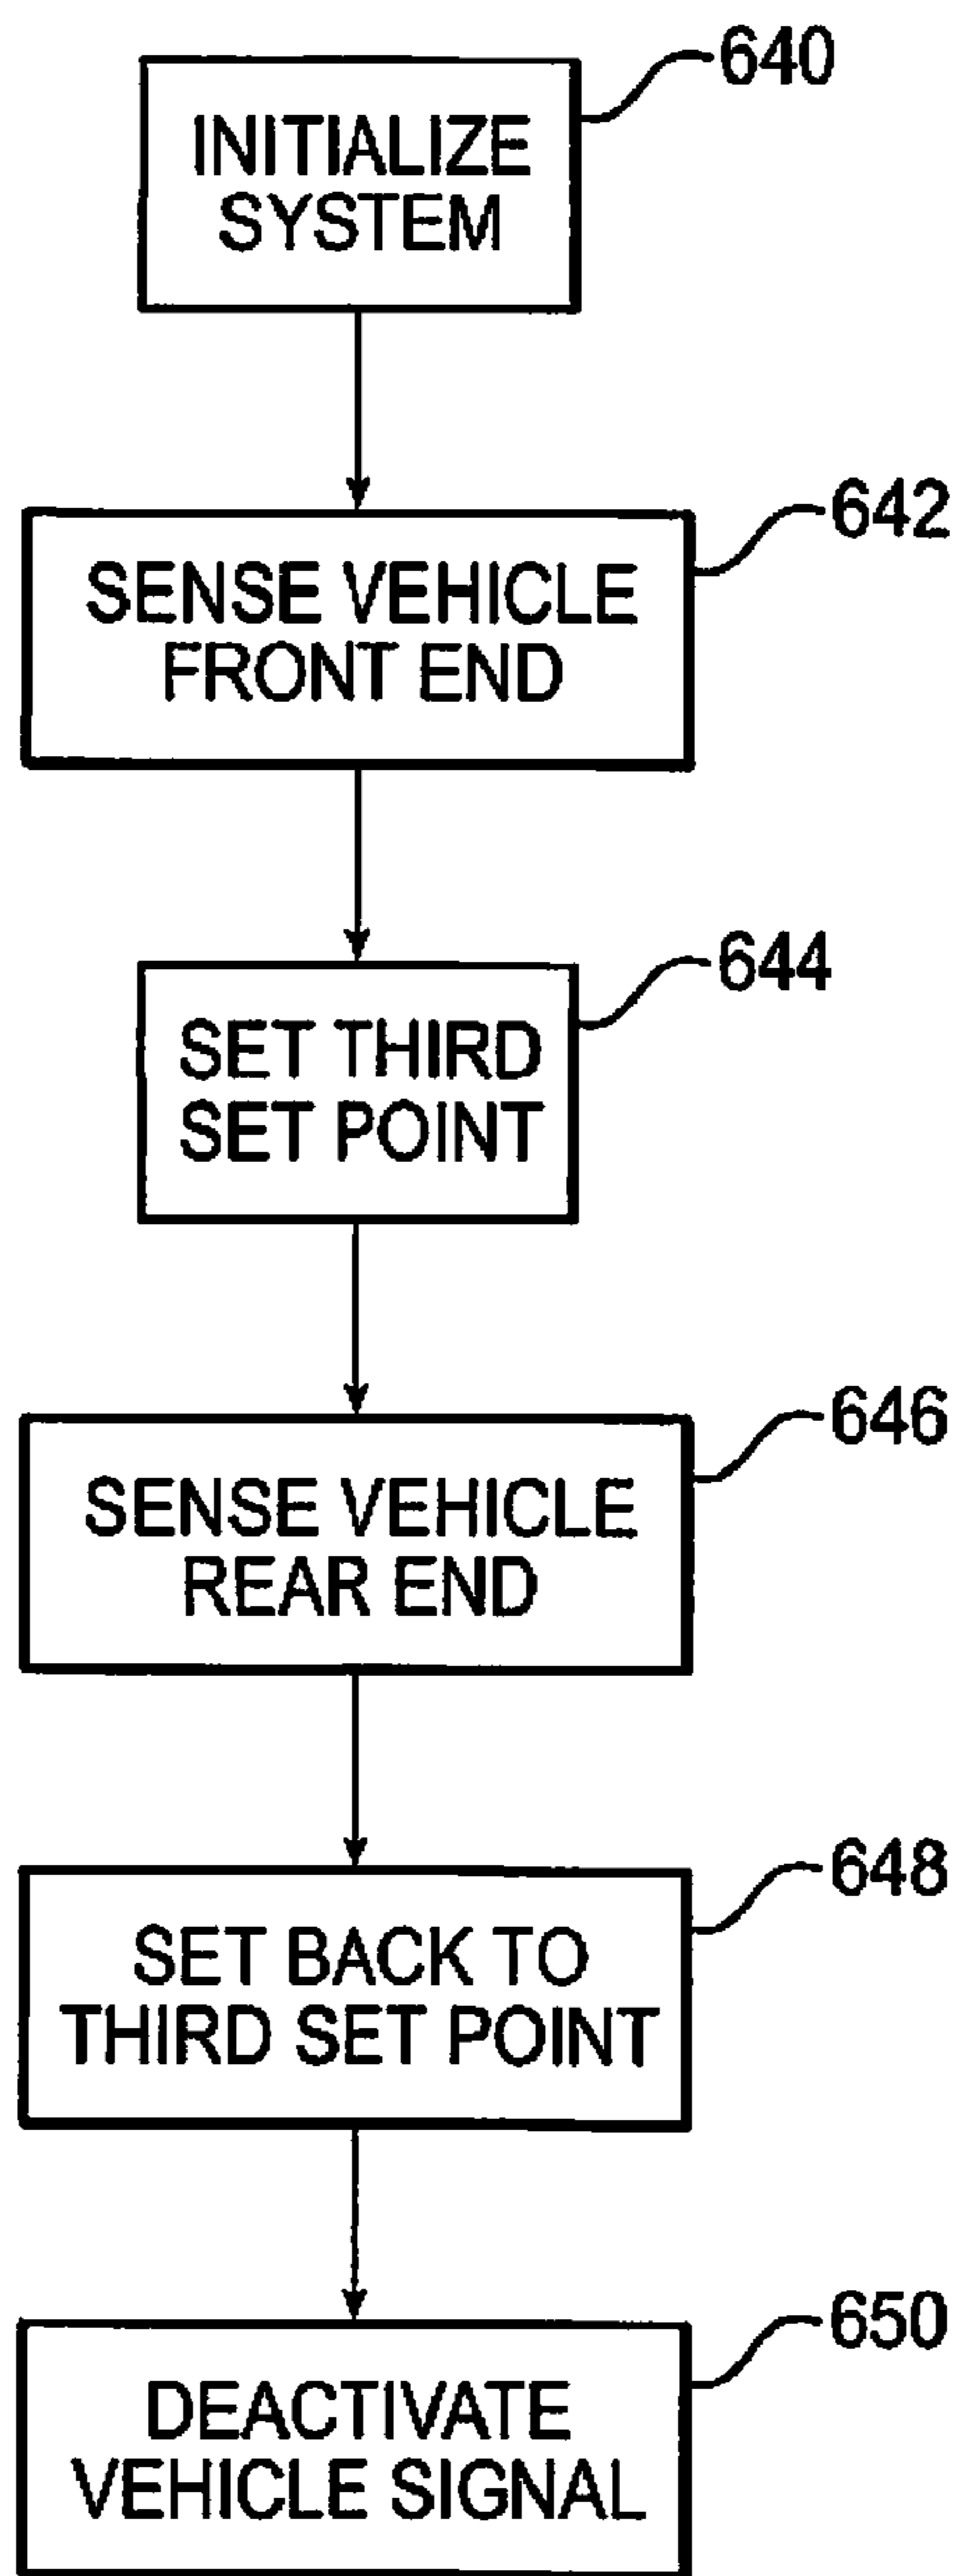 640
INITIALIZE
SYSTEM
642
SENSE VEHICLE
FRONT END
644
SET THIRD
SET POINT
646
SENSE VEHICLE
REAR END
648
SET BACK TO
THIRD SET POINT
650
DEACTIVATE
VEHICLE SIGNAL